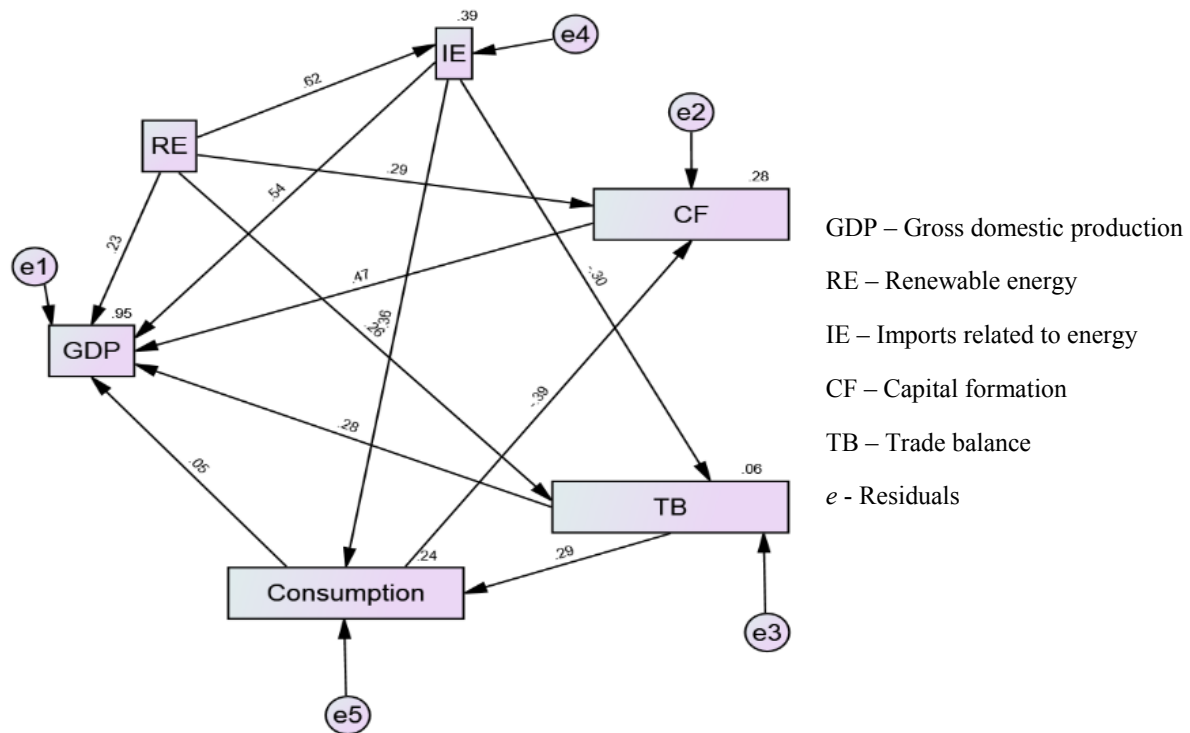 .39
IE
e4
.62
e2
RE
.29
.54
.28
CF
.23
e1
.47
-.30
.95
GDP
.26
.36
-.39
.28
.06
TB
.05
.24
.29
Consumption
e3
e5
GDP – Gross domestic production
RE – Renewable energy
IE – Imports related to energy
CF – Capital formation
TB – Trade balance
e - Residuals